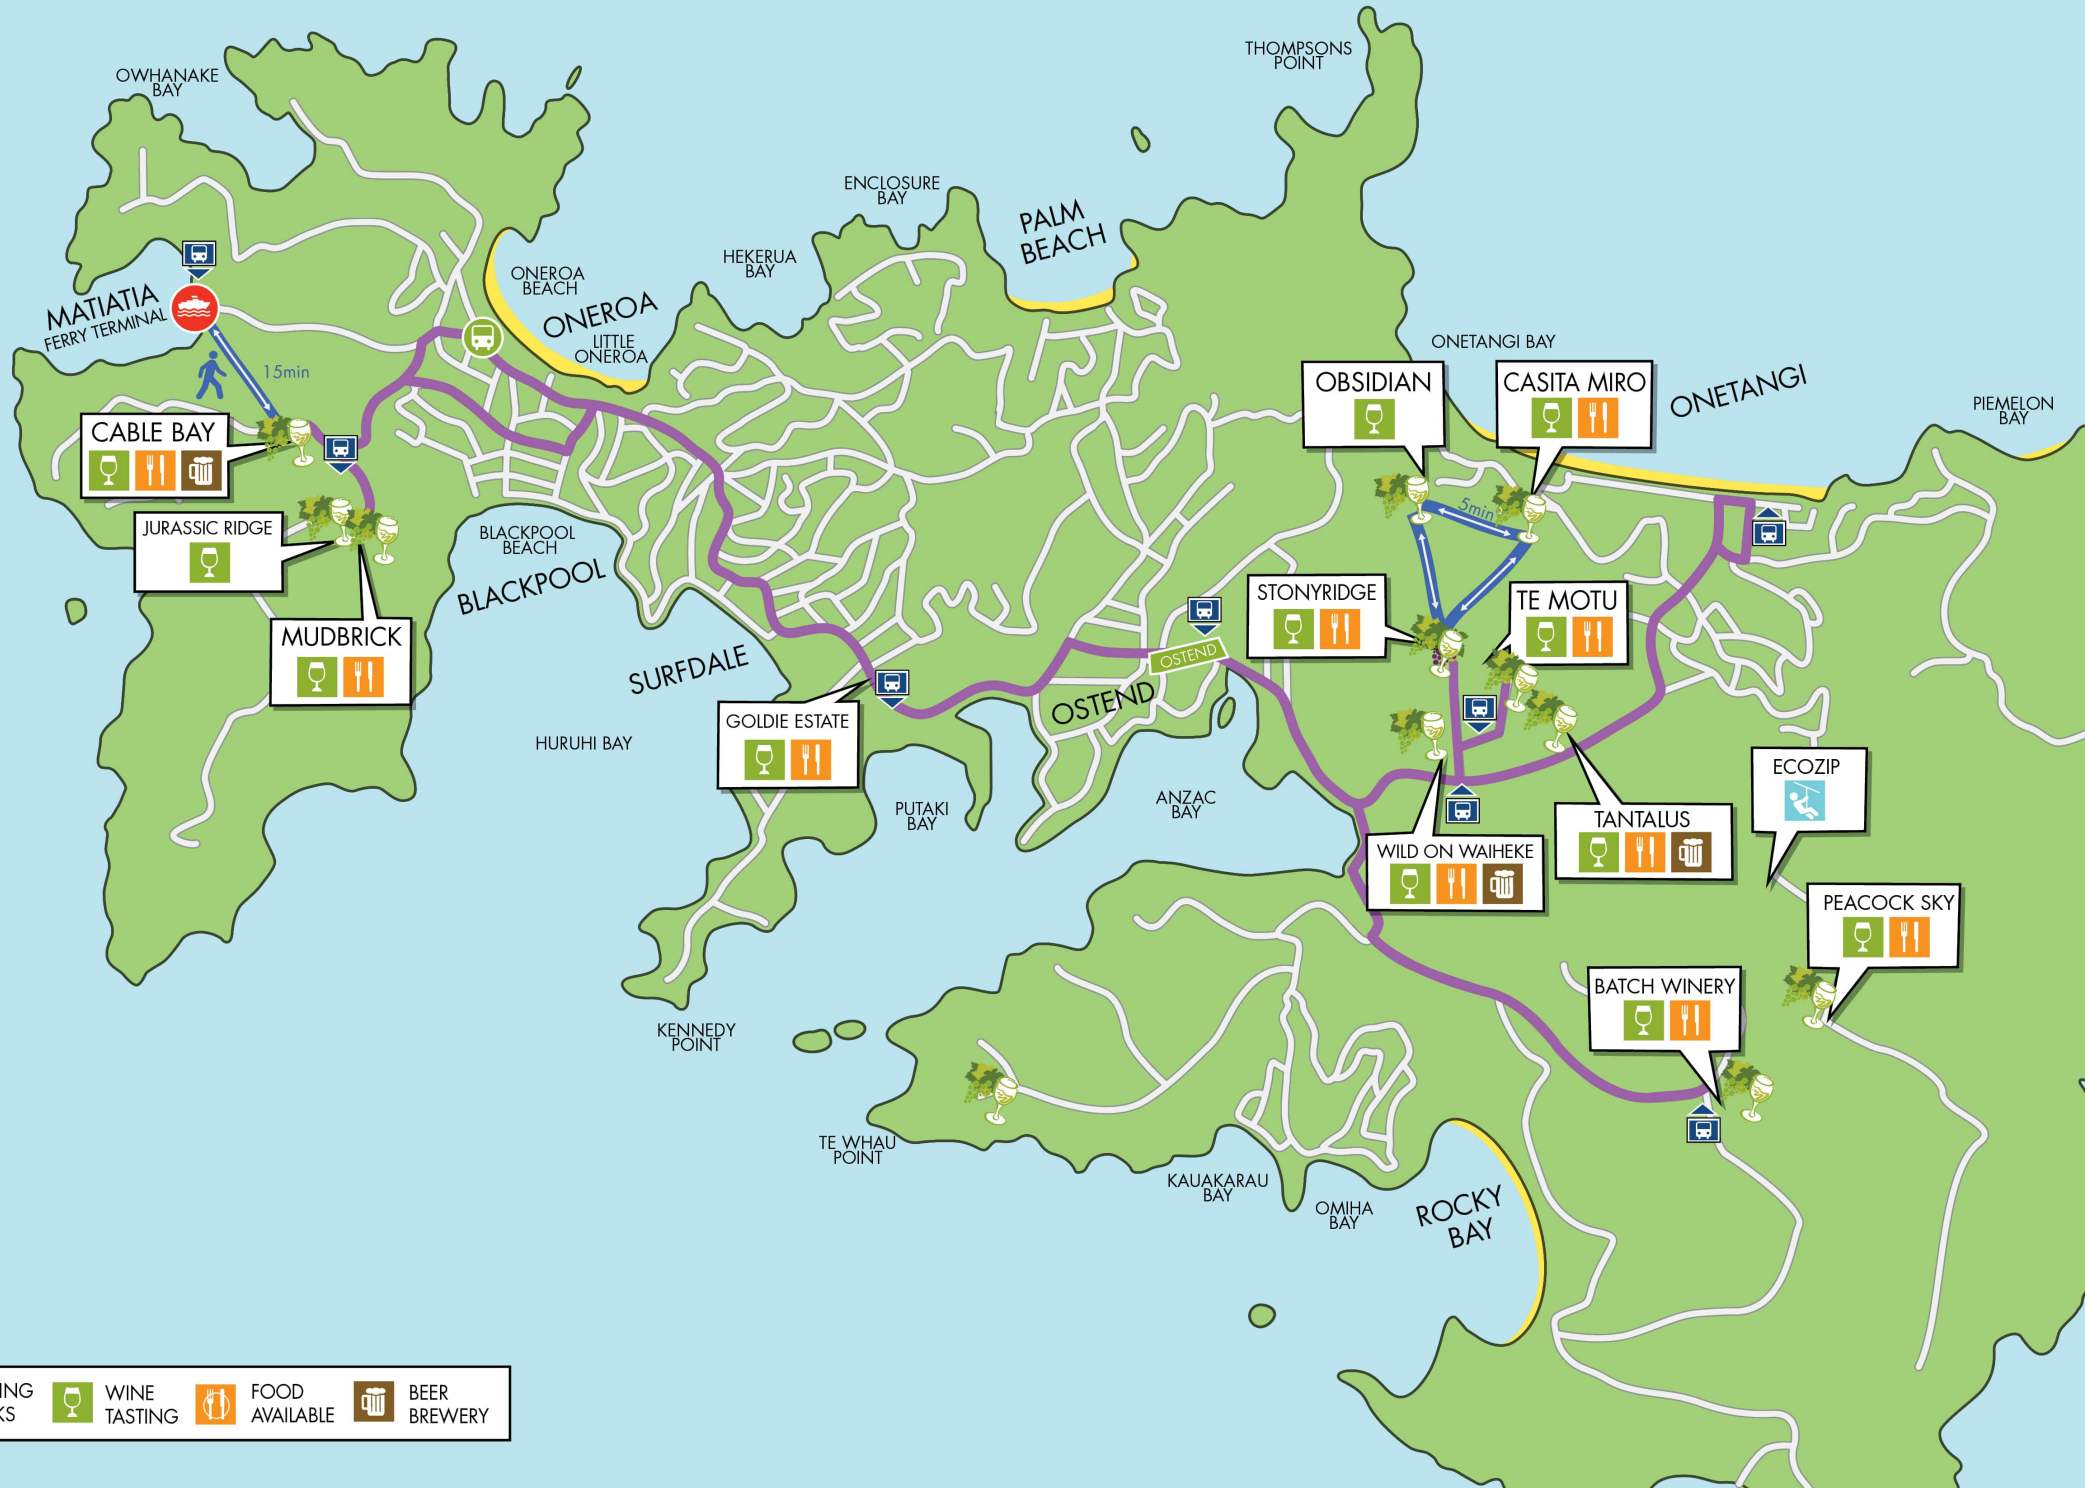 THOMPSONS
POINT
OWHANAKE
BAY
ENCLOSURE
BAY
PALM
BEACH
HEKERUA
BAY
ONEROA
BEACH
ONEROA
LITTLE
ONEROA
MATIATIA
FERRY TERMINAL
15min
ONETANGI BAY
ONETANGI
PIEMELON
BAY
OBSIDIAN
CASITA MIRO
CABLE BAY
5min
JURASSIC RIDGE
BLACKPOOL
BEACH
BLACKPOOL
STONYRIDGE
TE MOTU
MUDBRICK
SURFDALE
OSTEND
OSTEND
GOLDIE ESTATE
HURUHI BAY
PUTAKI
BAY
ANZAC
BAY
ECOZIP
TANTALUS
WILD ON WAIHEKE
PEACOCK SKY
BATCH WINERY
KENNEDY
POINT
TE WHAU
POINT
KAUAKARAU
BAY
OMIHA
BAY
ROCKY
BAY
ING
KS
WINE
TASTING
FOOD
AVAILABLE
BEER
BREWERY